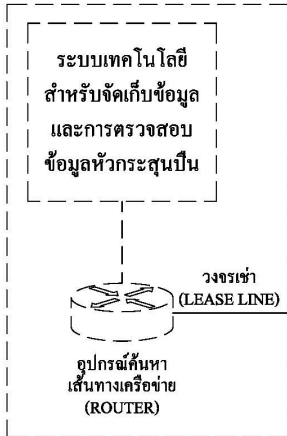 ระบบเทคโนโลยี
สำหรับจัดเก็บข้อมูล
และการตรวจสอบ
ข้อมูลหัวกระสุนปืน
วงจรเช่า
(LEASE LINE)
อุปกรณ์ค้นหา
เส้นทางเครือข่าย
(ROUTER)